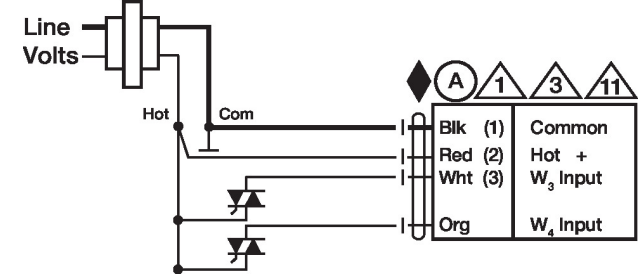 Line
Volts
Hot
Com
A 1 3 11
Blk (1) Common
Red (2) Hot +
Wht (3) W3 Input
Org W4 Input